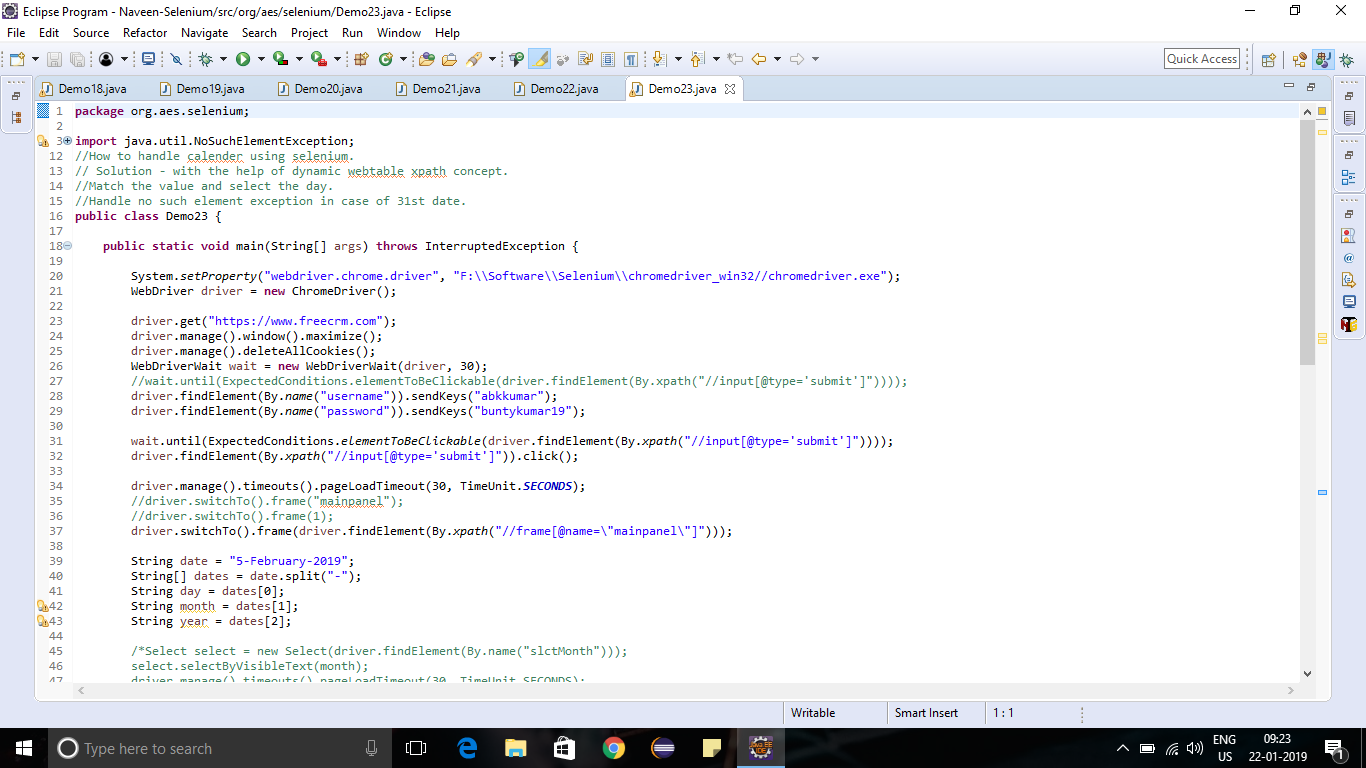 Eclipse Program - Naveen-Selenium/src/org/aes/selenium/Demo23.java - Eclipse
File Edit Source Refactor Navigate Search Project Run Window Help
Quick Access
Demo18.java Demo19.java Demo20.java Demo21.java Demo22.java Demo23.java
1 package org.aes.selenium;
2
3 import java.util.NoSuchElementException;
12 //How to handle calender using selenium.
13 // Solution - with the help of dynamic webtable xpath concept.
14 //Match the value and select the day.
15 //Handle no such element exception in case of 31st date.
16 public class Demo23 {
17
18 public static void main(String[] args) throws InterruptedException {
19
20 System.setProperty("webdriver.chrome.driver", "F:\\Software\\Selenium\\chromedriver_win32//chromedriver.exe");
21 WebDriver driver = new ChromeDriver();
22
23 driver.get("https://www.freecrm.com");
24 driver.manage().window().maximize();
25 driver.manage().deleteAllCookies();
26 WebDriverWait wait = new WebDriverWait(driver, 30);
27 //wait.until(ExpectedConditions.elementToBeClickable(driver.findElement(By.xpath("//input[@type='submit']"))));
28 driver.findElement(By.name("username")).sendKeys("abkkumar");
29 driver.findElement(By.name("password")).sendKeys("buntykumar19");
30
31 wait.until(ExpectedConditions.elementToBeClickable(driver.findElement(By.xpath("//input[@type='submit']"))));
32 driver.findElement(By.xpath("//input[@type='submit']")).click();
33
34 driver.manage().timeouts().pageLoadTimeout(30, TimeUnit.SECONDS);
35 //driver.switchTo().frame("mainpanel");
36 //driver.switchTo().frame(1);
37 driver.switchTo().frame(driver.findElement(By.xpath("//frame[@name=\"mainpanel\"]")));
38
39 String date = "5-February-2019";
40 String[] dates = date.split("-");
41 String day = dates[0];
42 String month = dates[1];
43 String year = dates[2];
44
45 /*Select select = new Select(driver.findElement(By.name("slctMonth")));
46 select.selectByVisibleText(month);
47 driver.manage().timeouts().pageLoadTimeout(30, TimeUnit.SECONDS);
Writable Smart Insert 1 : 1
Type here to search
ENG 09:23
US 22-01-2019 1